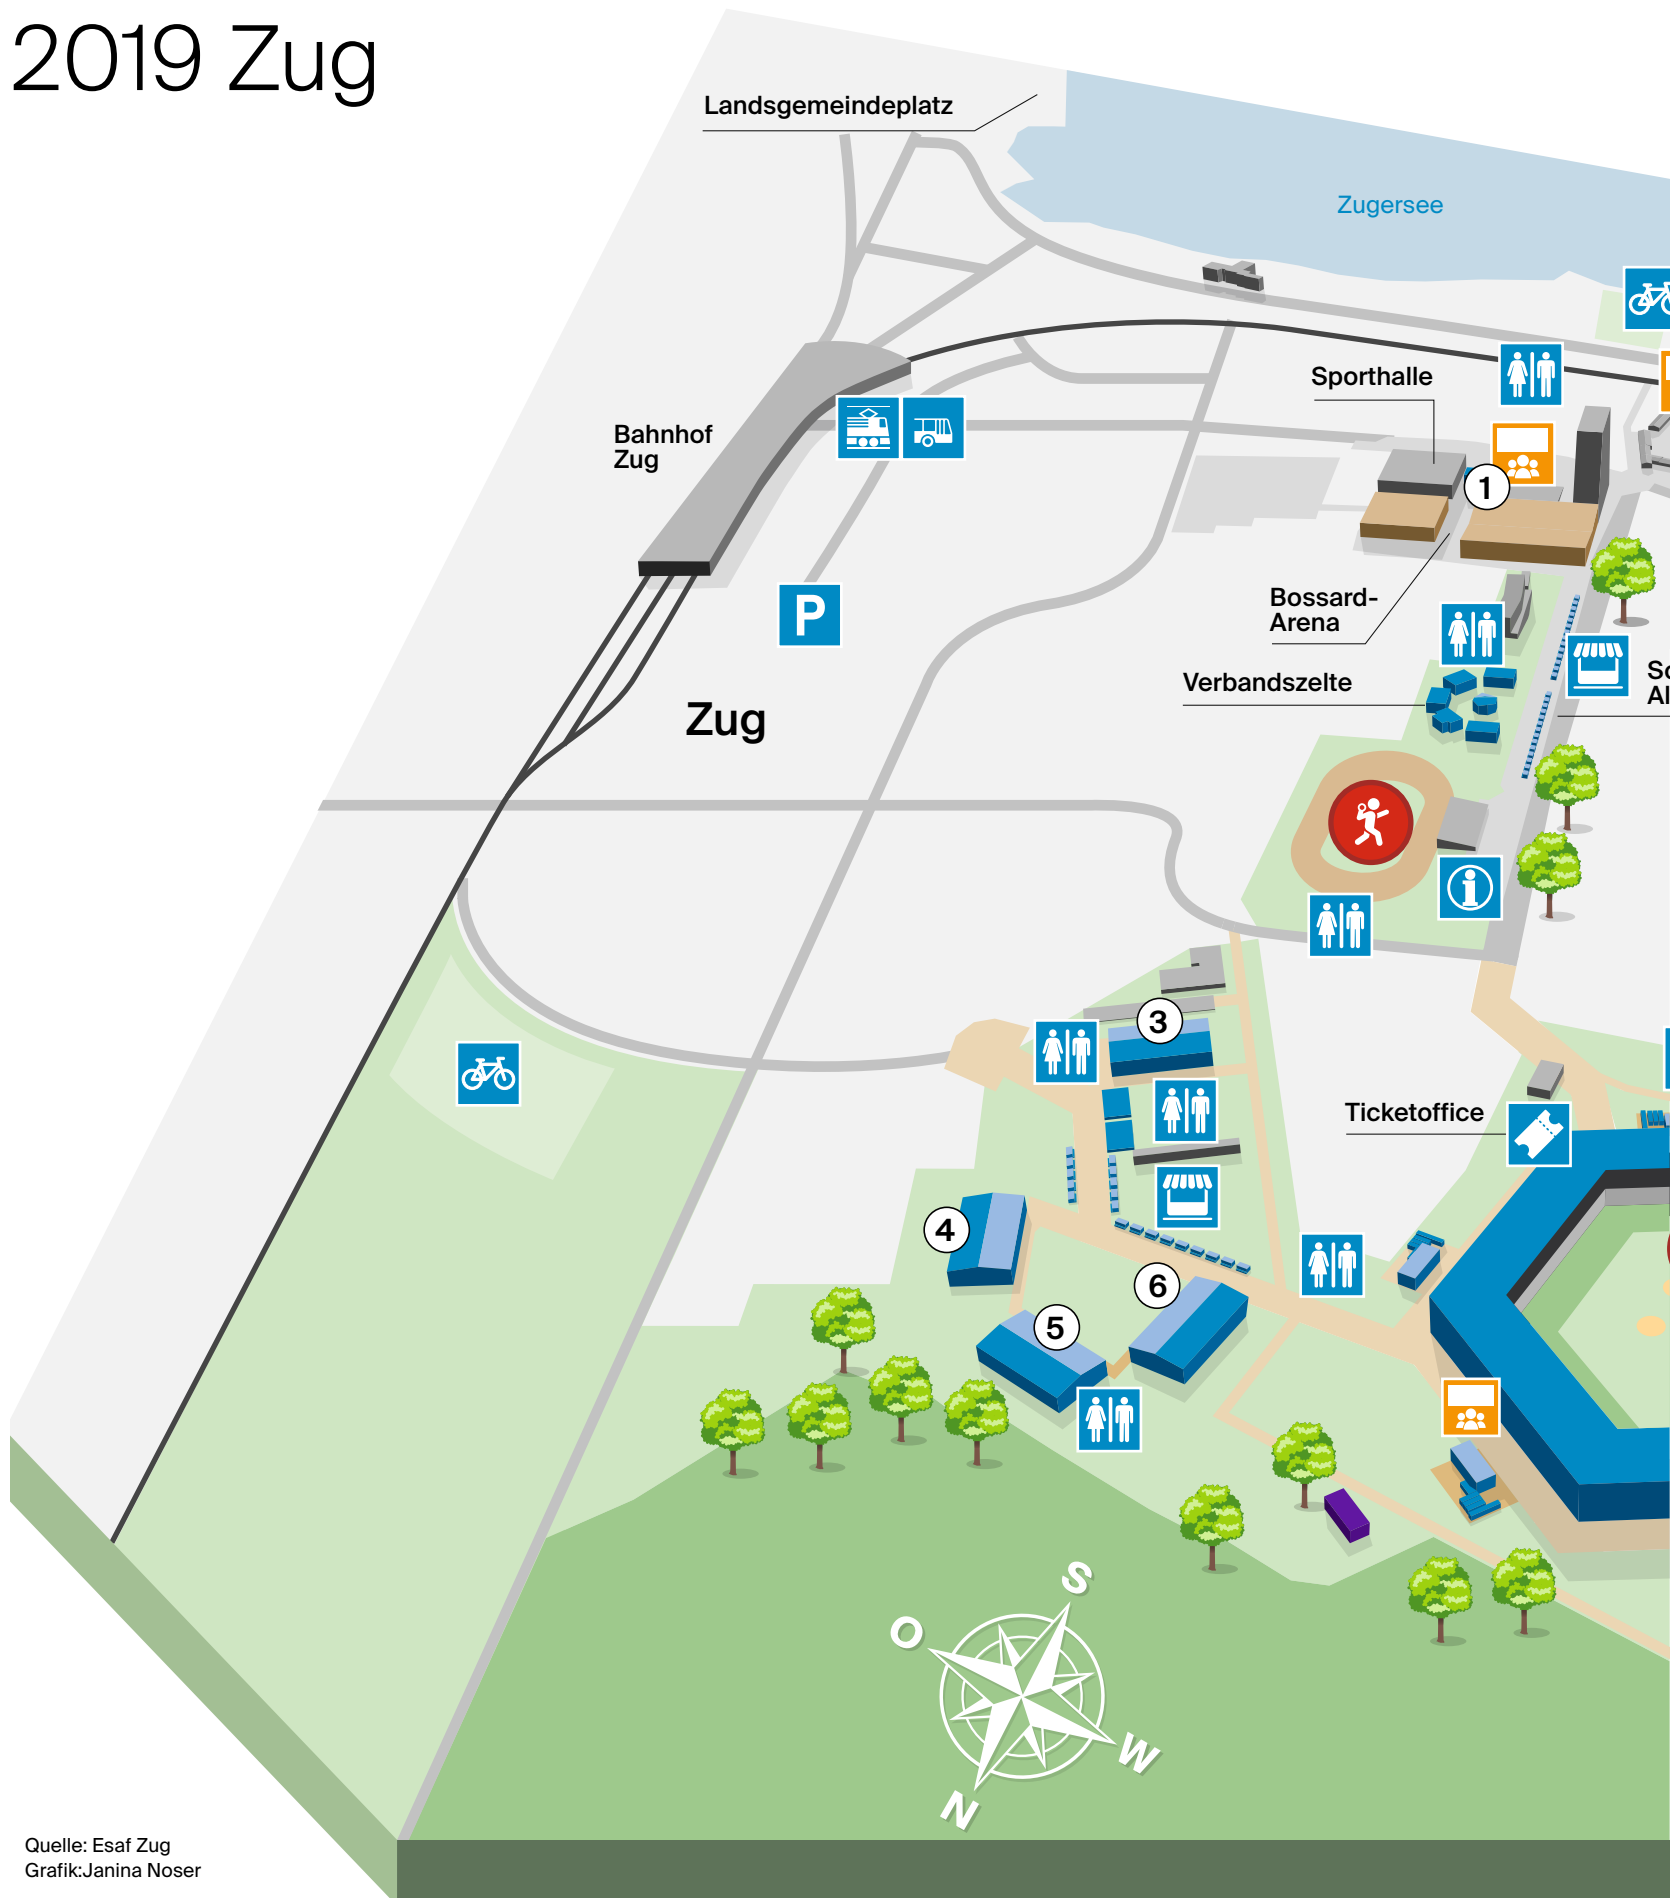 2019 Zug
Landsgemeindeplatz
Zugersee
Sporthalle
Bahnhof
Zug
1
P
Bossard-
Arena
Verbandszelte
Zug
3
Ticketoffice
4
6
5
S
O
W
N
Quelle: Esaf Zug
Grafik:Janina Noser